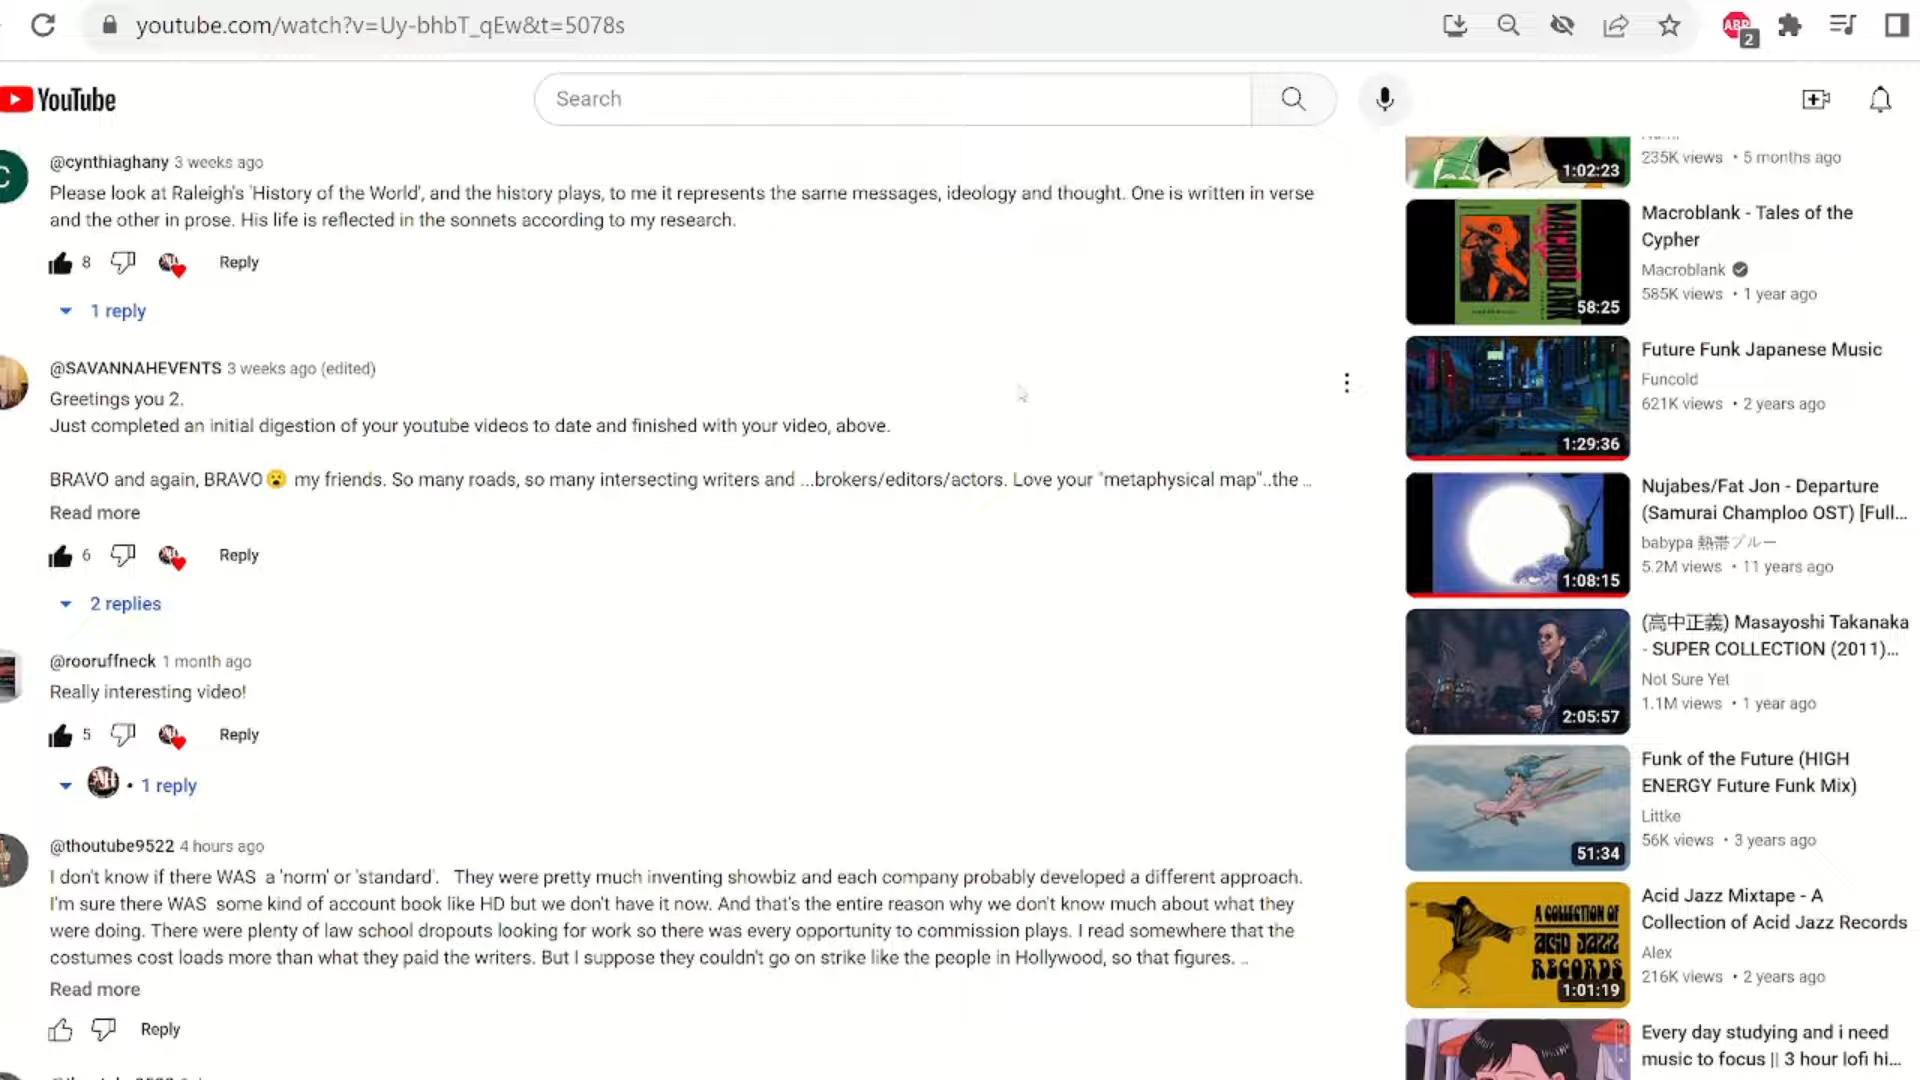 youtube.com/watch?v=Uy-bhbT_qEw&t=5078s
ABP
2
YouTube
Search
C
@cynthiaghany 3 weeks ago
Please look at Raleigh's 'History of the World', and the history plays, to me it represents the same messages, ideology and thought. One is written in verse
and the other in prose. His life is reflected in the sonnets according to my research.
8 Reply
1 reply
@SAVANNAHEVENTS 3 weeks ago (edited)
Greetings you 2.
Just completed an initial digestion of your youtube videos to date and finished with your video, above.
BRAVO and again, BRAVO😮 my friends. So many roads, so many intersecting writers and ...brokers/editors/actors. Love your "metaphysical map"..the ...
Read more
6 Reply
2 replies
@rooruffneck 1 month ago
Really interesting video!
5 Reply
• 1 reply
@thoutube9522 4 hours ago
I don't know if there WAS a 'norm' or 'standard'. They were pretty much inventing showbiz and each company probably developed a different approach.
I'm sure there WAS some kind of account book like HD but we don't have it now. And that's the entire reason why we don't know much about what they
were doing. There were plenty of law school dropouts looking for work so there was every opportunity to commission plays. I read somewhere that the
costumes cost loads more than what they paid the writers. But I suppose they couldn't go on strike like the people in Hollywood, so that figures. ...
Read more
Reply
1:02:23
235K views • 5 months ago
MACROBLANK
58:25
Macroblank - Tales of the
Cypher
Macroblank
585K views • 1 year ago
1:29:36
Future Funk Japanese Music
Funcold
621K views • 2 years ago
1:08:15
Nujabes/Fat Jon - Departure
(Samurai Champloo OST) [Full...
babypa 熱帯ブルー
5.2M views • 11 years ago
2:05:57
(高中正義) Masayoshi Takanaka
- SUPER COLLECTION (2011)...
Not Sure Yet
1.1M views • 1 year ago
51:34
Funk of the Future (HIGH
ENERGY Future Funk Mix)
Littke
56K views • 3 years ago
A COLLECTION OF
ACID JAZZ
RECORDS
1:01:19
Acid Jazz Mixtape - A
Collection of Acid Jazz Records
Alex
216K views • 2 years ago
Every day studying and i need
music to focus || 3 hour lofi hi...